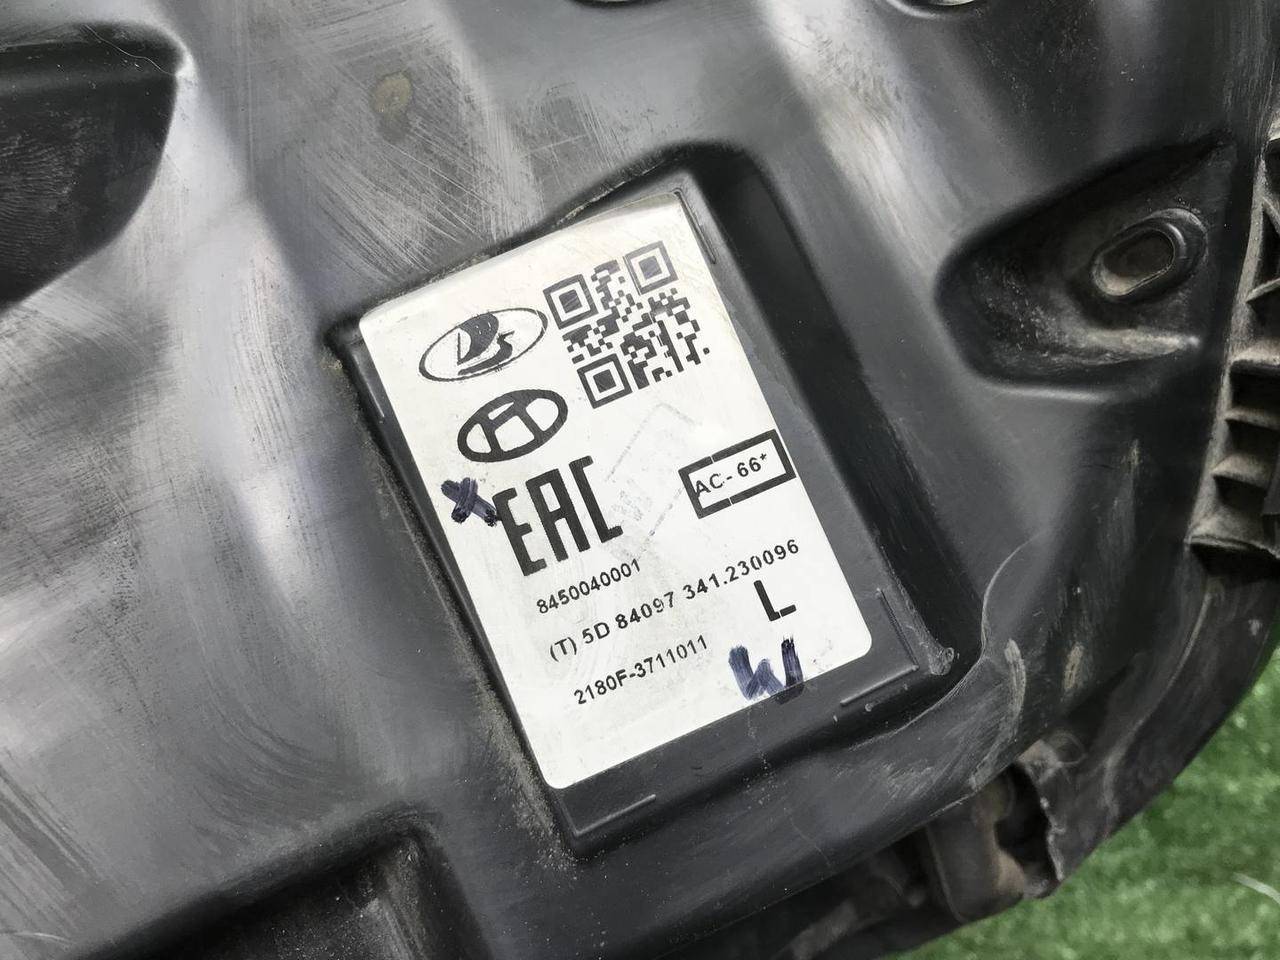 EAC
AC-66*
8450040001
(T) 5D 84097 341.230096
L
2180F-3711011
W